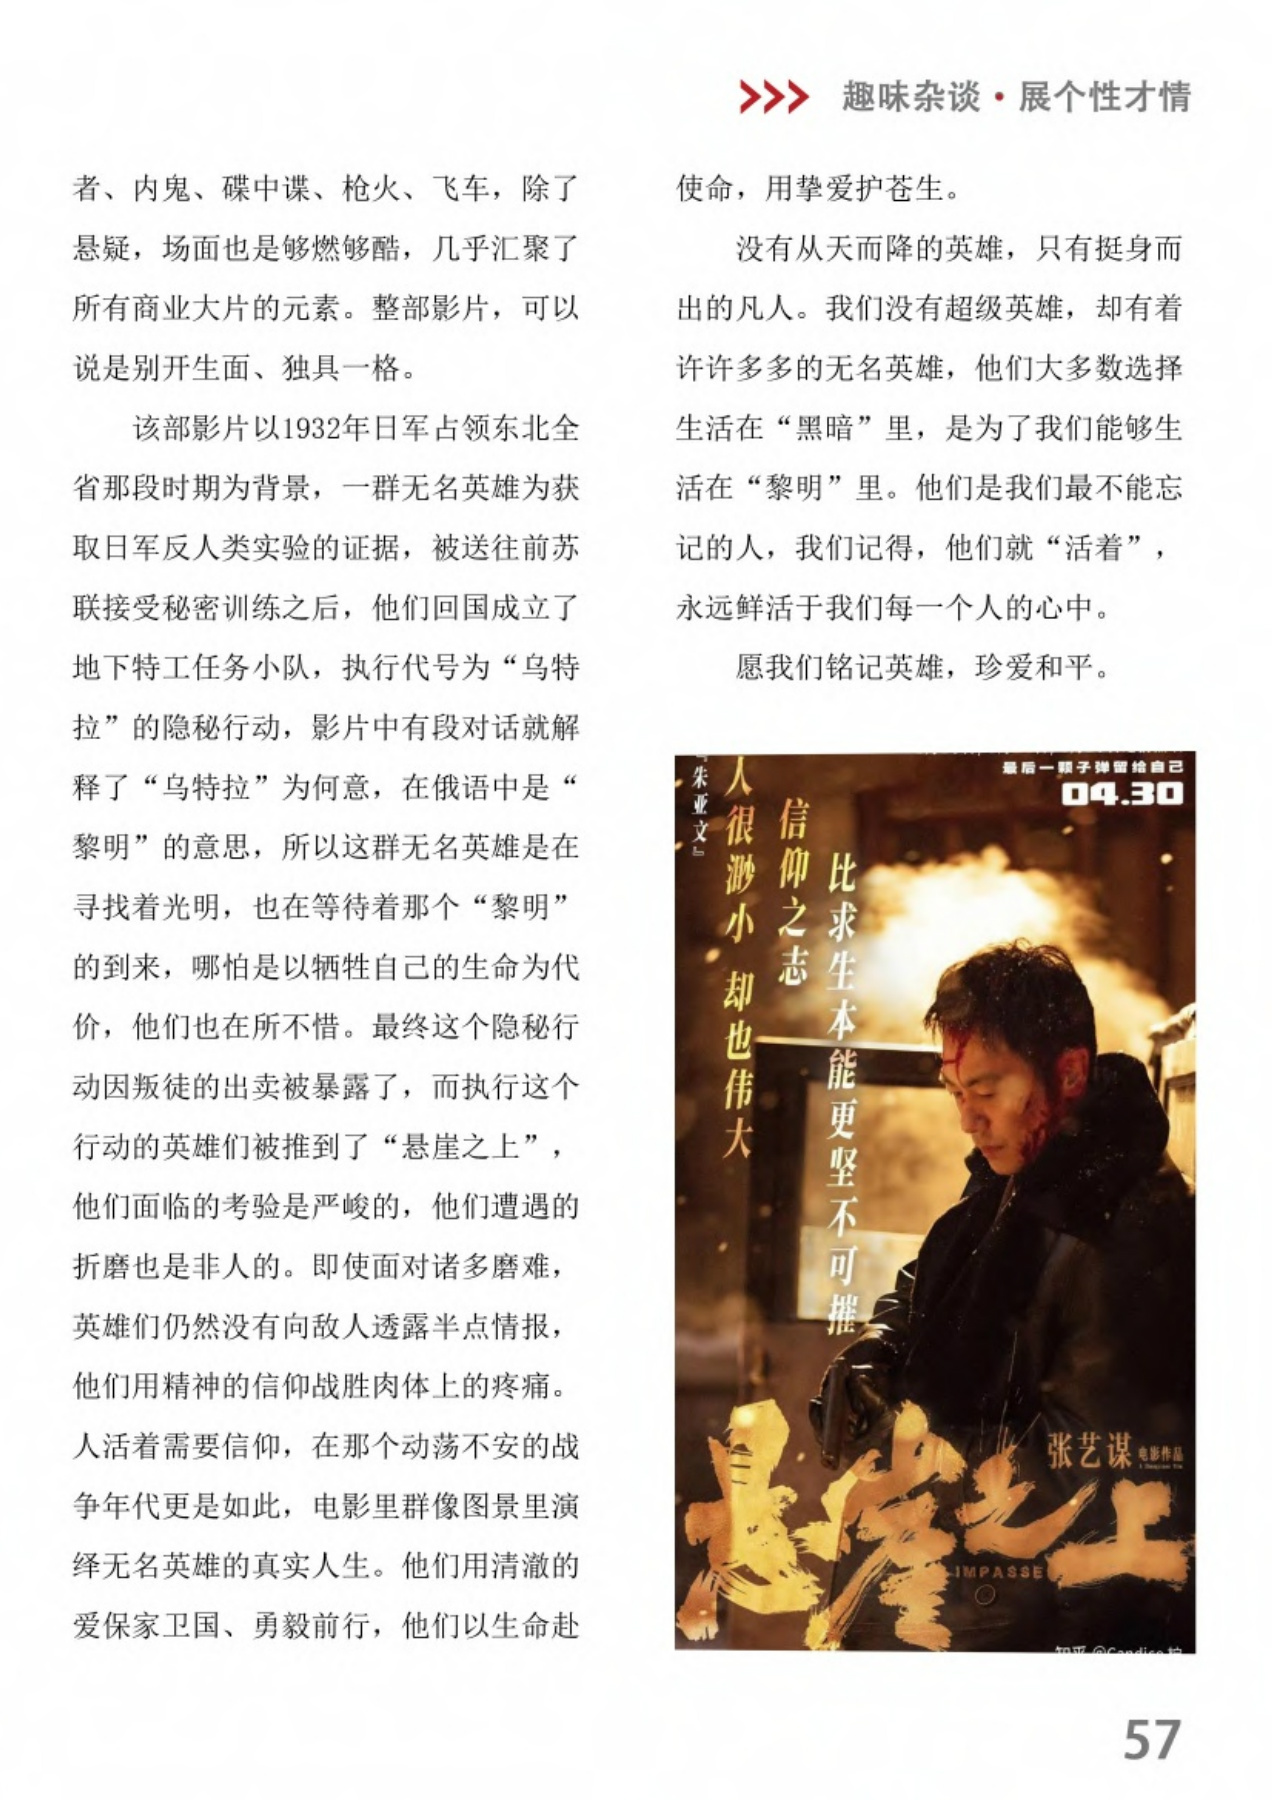 趣味杂谈·展个性才情
者、内鬼、碟中谍、枪火、飞车，除了
悬疑，场面也是够燃够酷，几乎汇聚了
所有商业大片的元素。整部影片，可以
说是别开生面、独具一格。
该部影片以1932年日军占领东北全
省那段时期为背景，一群无名英雄为获
取日军反人类实验的证据，被送往前苏
联接受秘密训练之后，他们回国成立了
地下特工任务小队，执行代号为“乌特
拉”的隐秘行动，影片中有段对话就解
释了“乌特拉”为何意，在俄语中是“
黎明”的意思，所以这群无名英雄是在
寻找着光明，也在等待着那个“黎明”
的到来，哪怕是以牺牲自己的生命为代
价，他们也在所不惜。最终这个隐秘行
动因叛徒的出卖被暴露了，而执行这个
行动的英雄们被推到了“悬崖之上”，
他们面临的考验是严峻的，他们遭遇的
折磨也是非人的。即使面对诸多磨难，
英雄们仍然没有向敌人透露半点情报，
他们用精神的信仰战胜肉体上的疼痛。
人活着需要信仰，在那个动荡不安的战
争年代更是如此，电影里群像图景里演
绎无名英雄的真实人生。他们用清澈的
爱保家卫国、勇毅前行，他们以生命赴
使命，用挚爱护苍生。
没有从天而降的英雄，只有挺身而
出的凡人。我们没有超级英雄，却有着
许许多多的无名英雄，他们大多数选择
生活在“黑暗”里，是为了我们能够生
活在“黎明”里。他们是我们最不能忘
记的人，我们记得，他们就“活着”，
永远鲜活于我们每一个人的心中。
愿我们铭记英雄，珍爱和平。
最后一颗子弹留给自己
04.30
『朱亚文』
人很渺小 却也伟大
信仰之志
比求生本能更坚不可摧
张艺谋 电影作品
悬崖之上
IMPASSE
知乎 @Candice
57